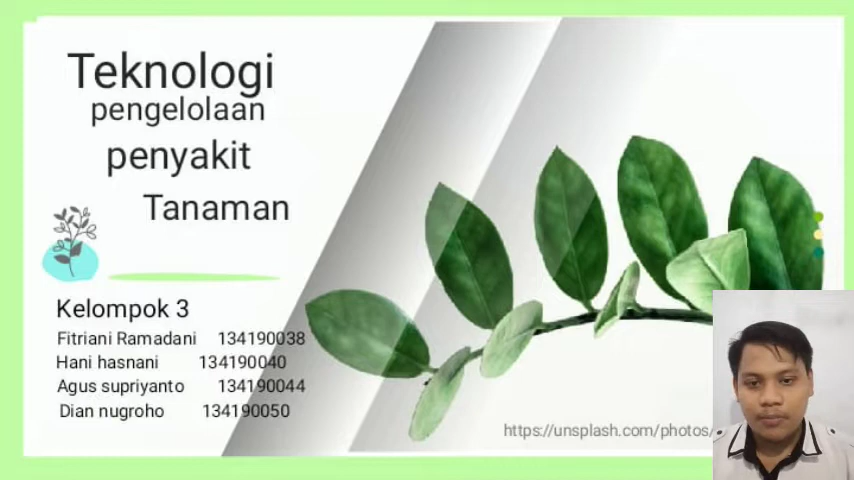 Teknologi
pengelolaan
penyakit
Tanaman
Kelompok 3
Fitriani Ramadani 134190038
Hani hasnani 134190040
Agus supriyanto 134190044
Dian nugroho 134190050
https://unsplash.com/photos/